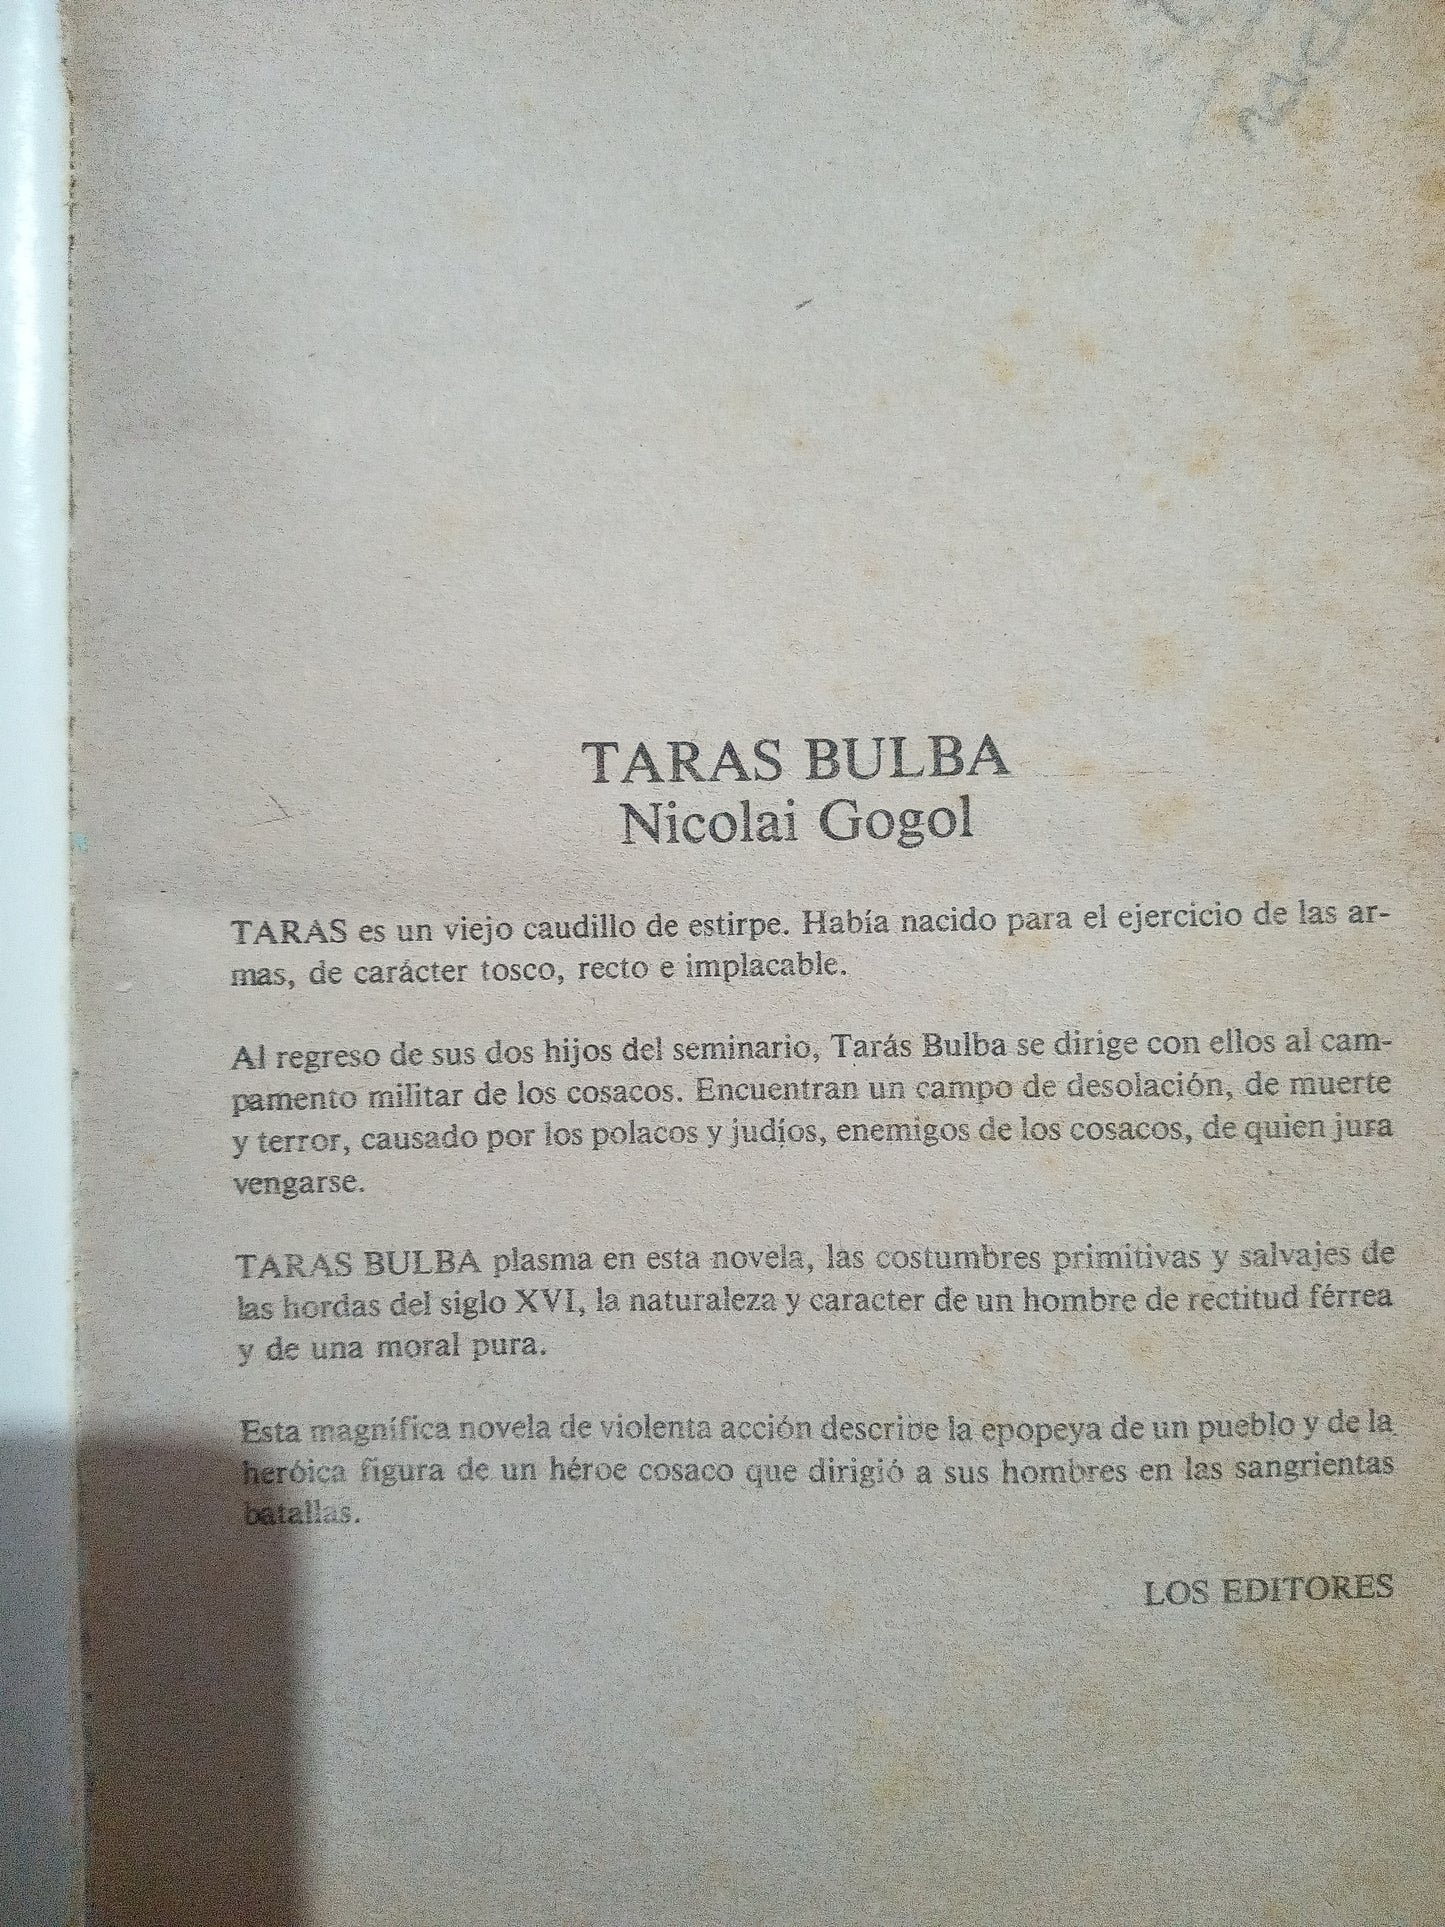 TARAS BULBA
Nicolai Gogol
TARAS es un viejo caudillo de estirpe. Había nacido para el ejercicio de las ar-
mas, de carácter tosco, recto e implacable.
Al regreso de sus dos hijos del seminario, Tarás Bulba se dirige con ellos al cam-
pamento militar de los cosacos. Encuentran un campo de desolación, de muerte
y terror, causado por los polacos y judíos, enemigos de los cosacos, de quien jura
vengarse.
TARAS BULBA plasma en esta novela, las costumbres primitivas y salvajes de
las hordas del siglo XVI, la naturaleza y caracter de un hombre de rectitud férrea
y de una moral pura.
Esta magnífica novela de violenta acción describe la epopeya de un pueblo y de la
heróica figura de un héroe cosaco que dirigió a sus hombres en las sangrientas
batallas.
LOS EDITORES